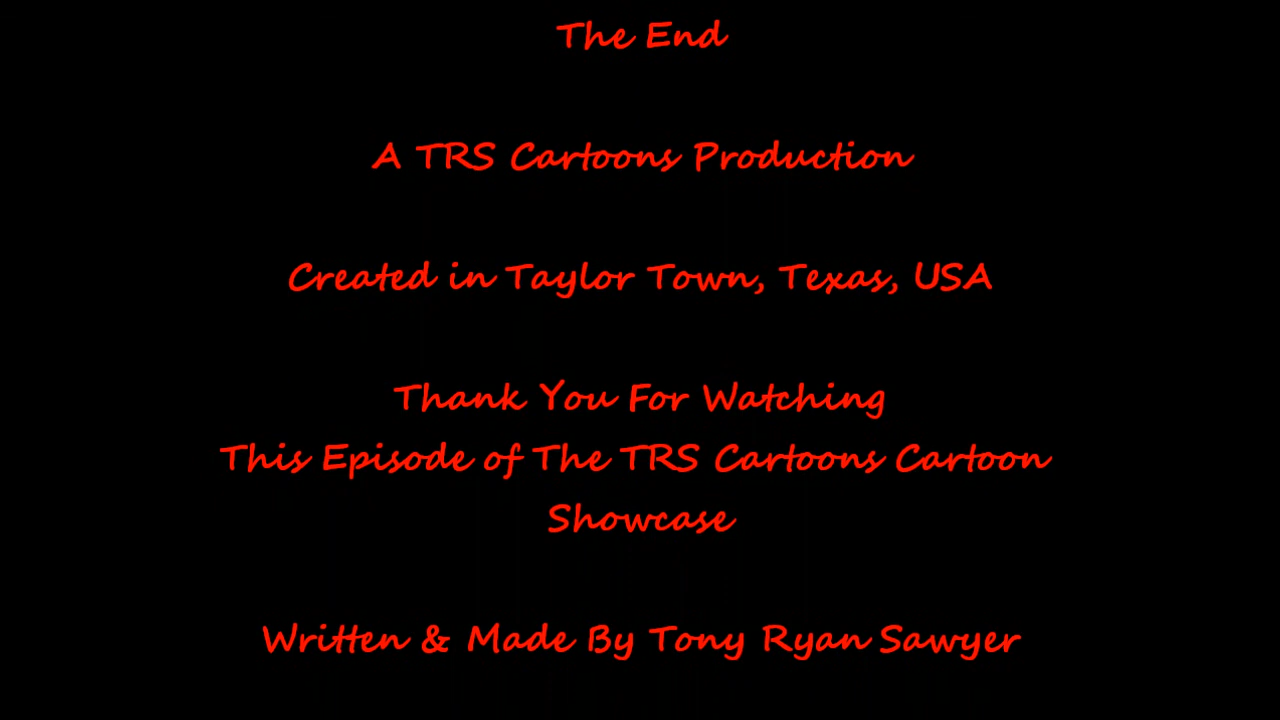 The End
A TRS Cartoons Production
Created in Taylor Town, Texas, USA
Thank You For Watching
This Episode of The TRS Cartoons Cartoon
Showcase
Written & Made By Tony Ryan Sawyer